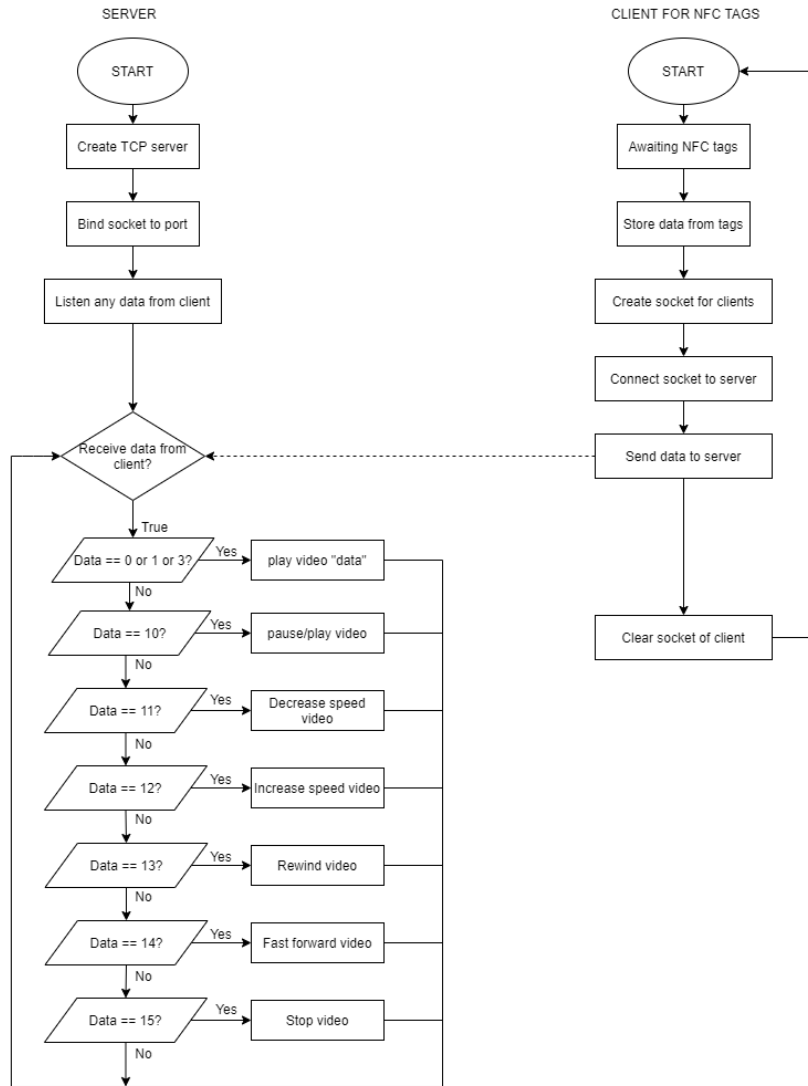 SERVER
START
Create TCP server
Bind socket to port
Listen any data from client
Receive data from
client?
True
Data == 0 or 1 or 3?
Yes
play video "data"
No
Data == 10?
Yes
pause/play video
No
Data == 11?
Yes
Decrease speed
video
No
Data == 12?
Yes
Increase speed video
No
Data == 13?
Yes
Rewind video
No
Data == 14?
Yes
Fast forward video
No
Data == 15?
Yes
Stop video
No
CLIENT FOR NFC TAGS
START
Awaiting NFC tags
Store data from tags
Create socket for clients
Connect socket to server
Send data to server
Clear socket of client